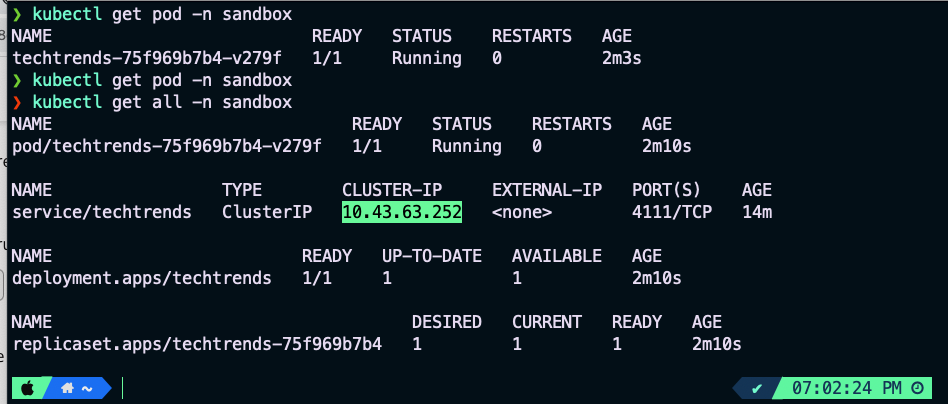 ❯ kubectl get pod -n sandbox
NAME READY STATUS RESTARTS AGE
techtrends-75f969b7b4-v279f 1/1 Running 0 2m3s
❯ kubectl get pod -n sandbox
❯ kubectl get all -n sandbox
NAME READY STATUS RESTARTS AGE
pod/techtrends-75f969b7b4-v279f 1/1 Running 0 2m10s
NAME TYPE CLUSTER-IP EXTERNAL-IP PORT(S) AGE
service/techtrends ClusterIP 10.43.63.252 <none> 4111/TCP 14m
NAME READY UP-TO-DATE AVAILABLE AGE
deployment.apps/techtrends 1/1 1 1 2m10s
NAME DESIRED CURRENT READY AGE
replicaset.apps/techtrends-75f969b7b4 1 1 1 2m10s
~ ✔ 07:02:24 PM